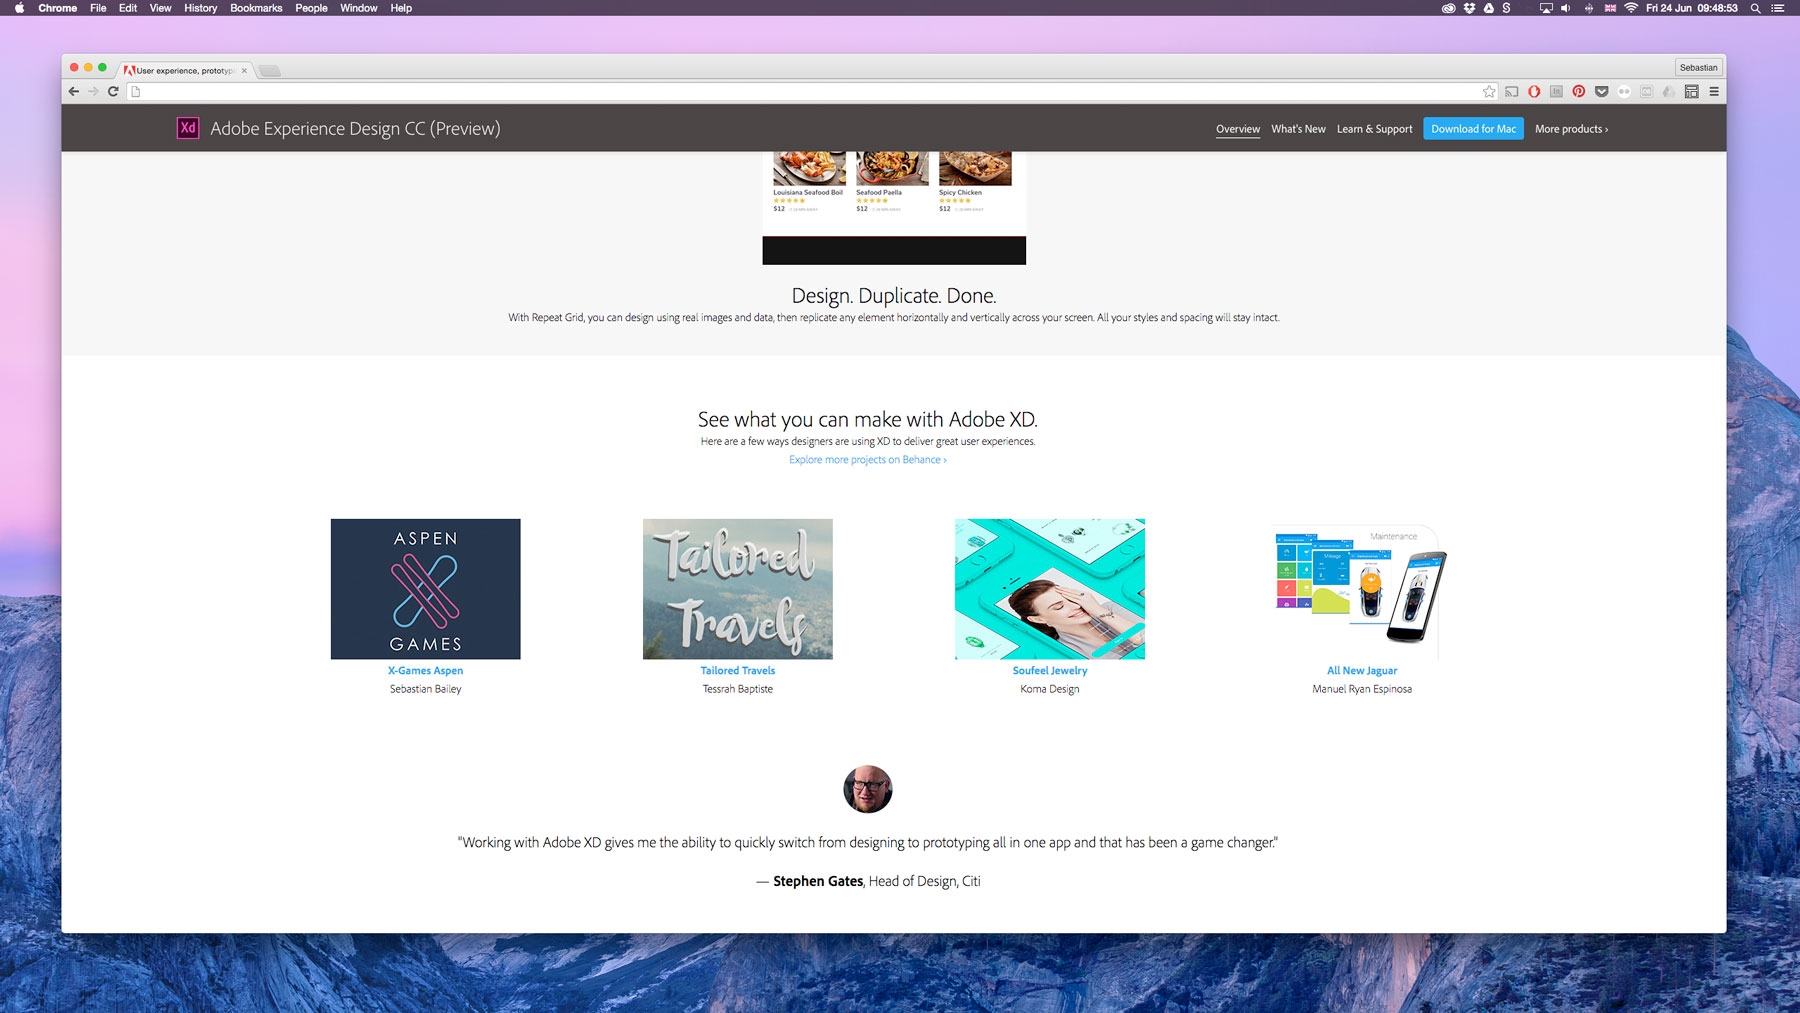 Chrome File Edit View History Bookmarks People Window Help
Fri 24 Jun 09:48:53
User experience, prototypi
Sebastian
Xd Adobe Experience Design CC (Preview)
Overview What's New Learn & Support Download for Mac More products ›
Louisiana Seafood Boil Seafood Paella Spicy Chicken
$12 $12 $12
Design. Duplicate. Done.
With Repeat Grid, you can design using real images and data, then replicate any element horizontally and vertically across your screen. All your styles and spacing will stay intact.
See what you can make with Adobe XD.
Here are a few ways designers are using XD to deliver great user experiences.
Explore more projects on Behance ›
ASPEN
GAMES
Tailored
Travels
Maintenance
X-Games Aspen
Sebastian Bailey
Tailored Travels
Tessrah Baptiste
Soufeel Jewelry
Koma Design
All New Jaguar
Manuel Ryan Espinosa
"Working with Adobe XD gives me the ability to quickly switch from designing to prototyping all in one app and that has been a game changer."
— Stephen Gates, Head of Design, Citi